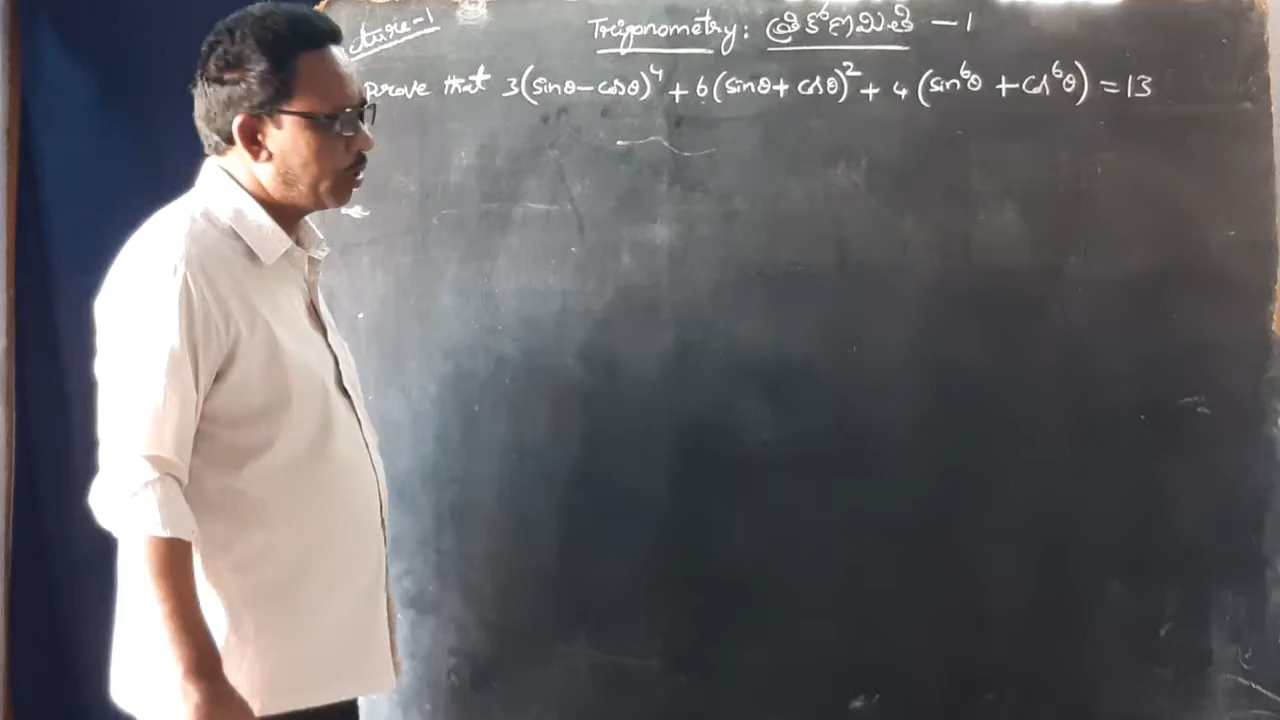 Trigonometry: త్రికోణమితి - 1
prove that 3(sinθ-cosθ)⁴ + 6(sinθ+cosθ)² + 4(sin⁶θ + cos⁶θ) = 13